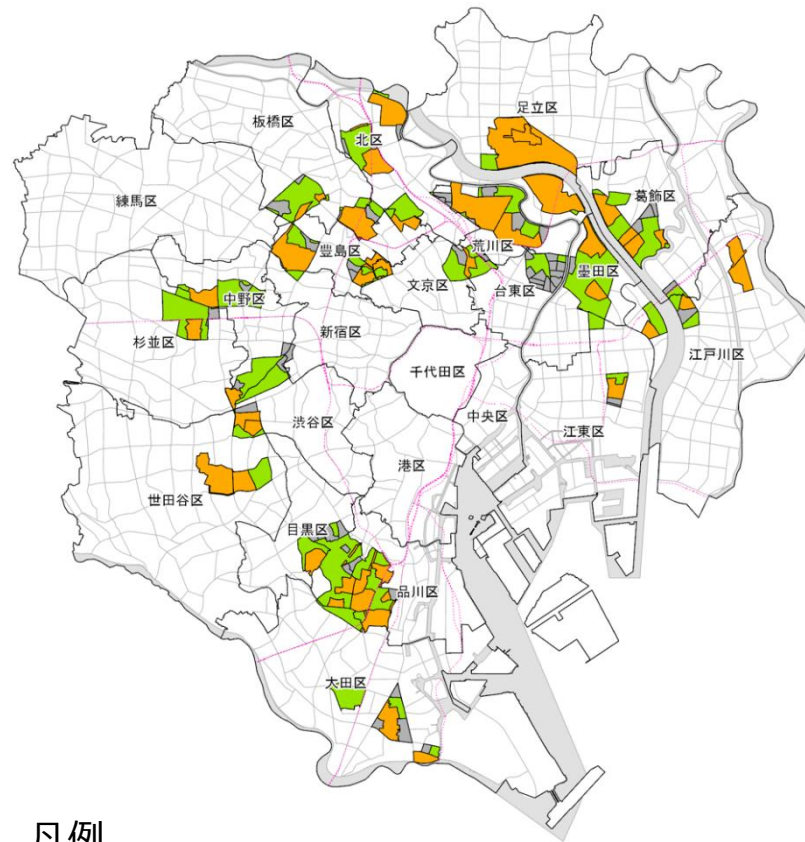 足立区
板橋区
北区
葛飾区
練馬区
荒川区
豊島区
墨田区
文京区
台東区
中野区
新宿区
杉並区
江戸川区
千代田区
中央区
渋谷区
江東区
港区
世田谷区
目黒区
品川区
大田区
凡例